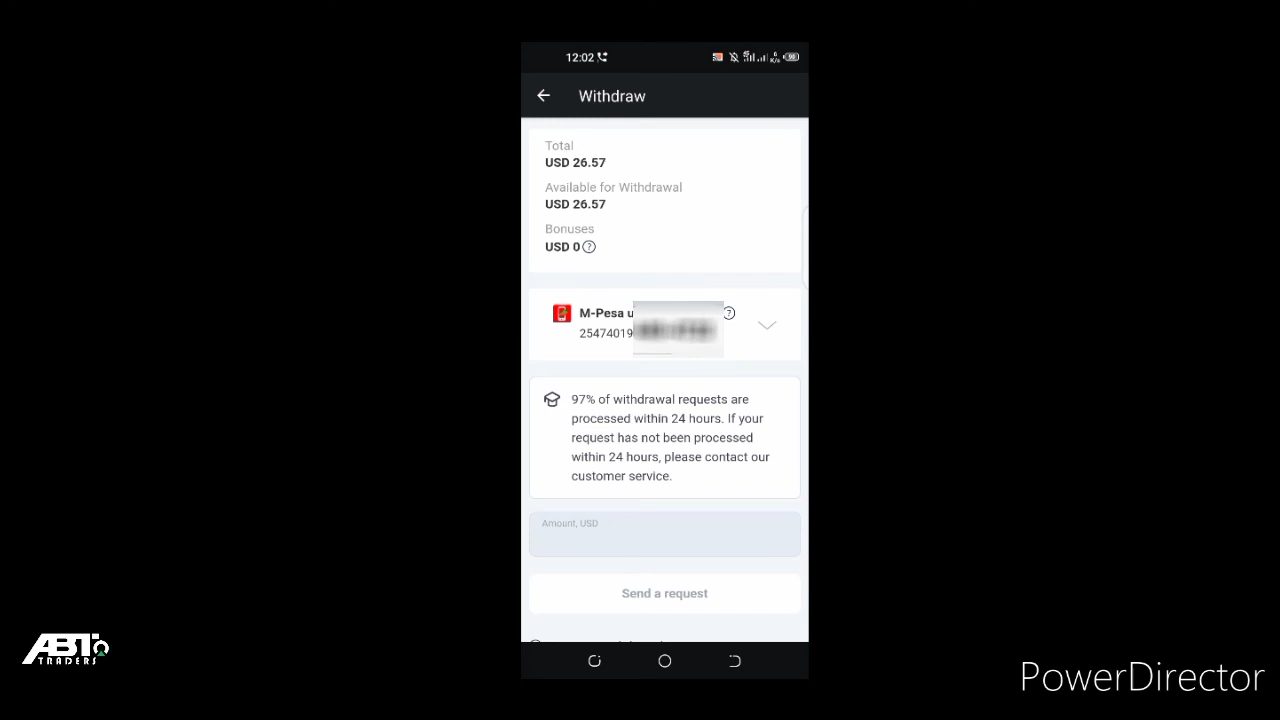 12:02
Withdraw
Total
USD 26.57
Available for Withdrawal
USD 26.57
Bonuses
USD 0 ?
M-Pesa u ?
25474019
97% of withdrawal requests are
processed within 24 hours. If your
request has not been processed
within 24 hours, please contact our
customer service.
Amount, USD
Send a request
ABT
TRADERS
PowerDirector